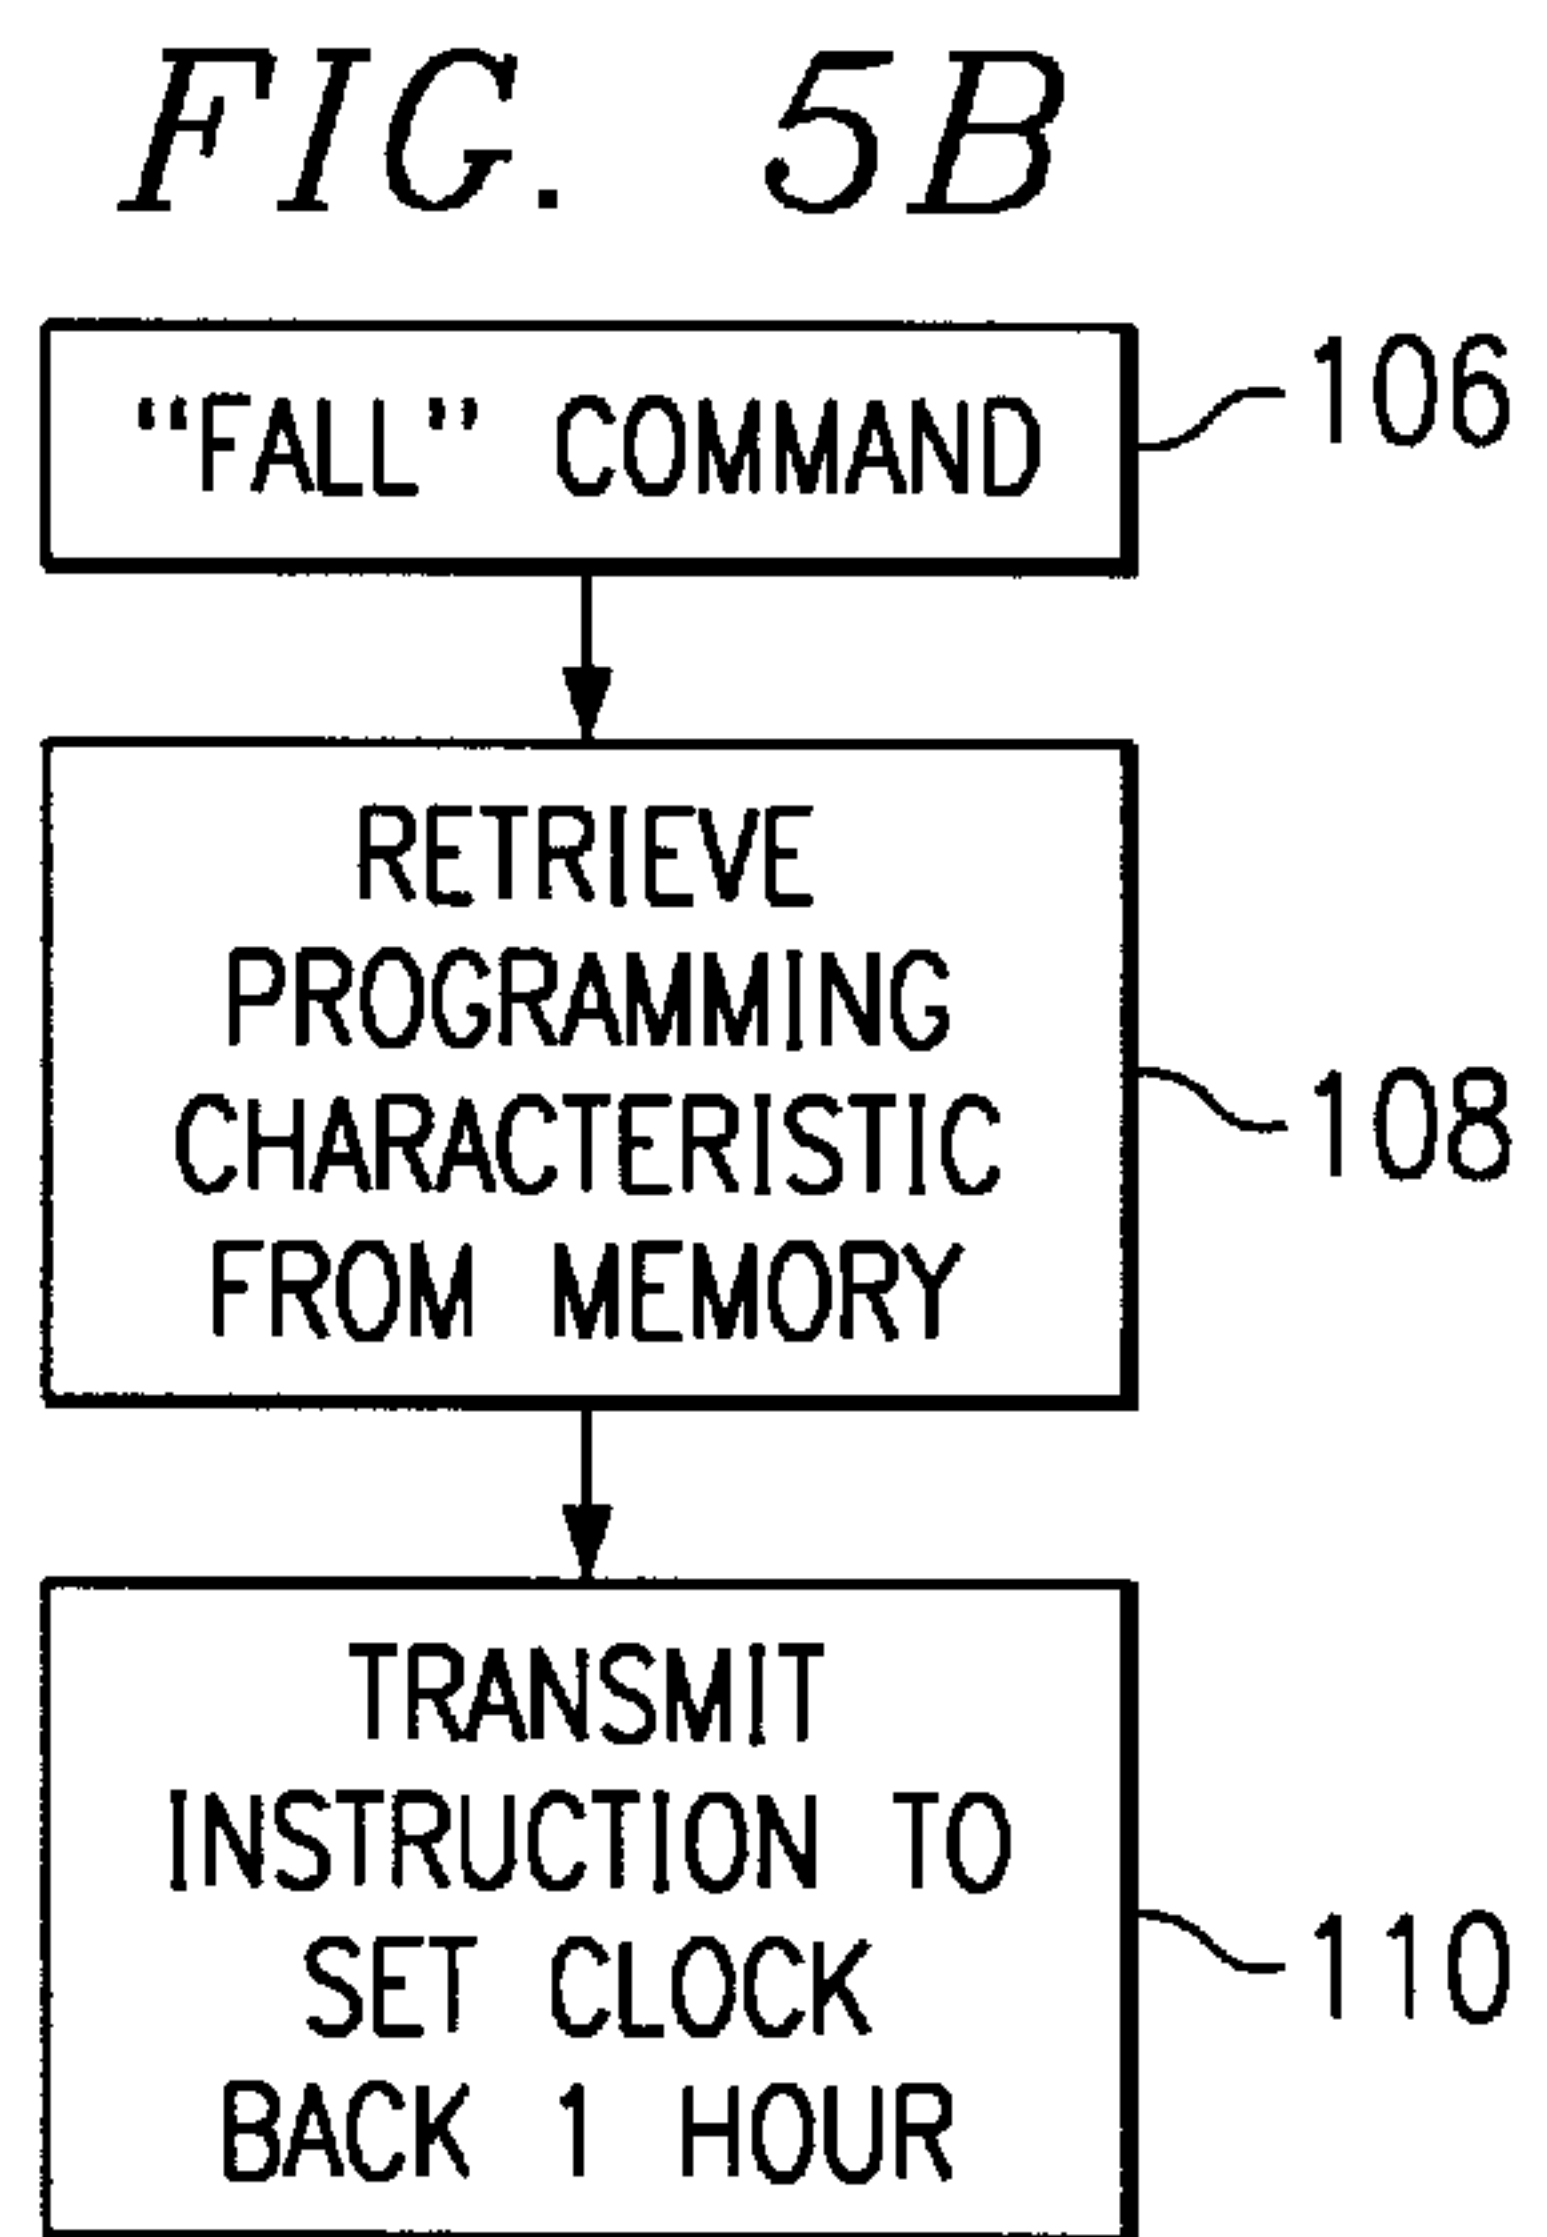 FIG. 5B
“FALL” COMMAND
106
RETRIEVE
PROGRAMMING
CHARACTERISTIC
FROM MEMORY
108
TRANSMIT
INSTRUCTION TO
SET CLOCK
BACK 1 HOUR
110